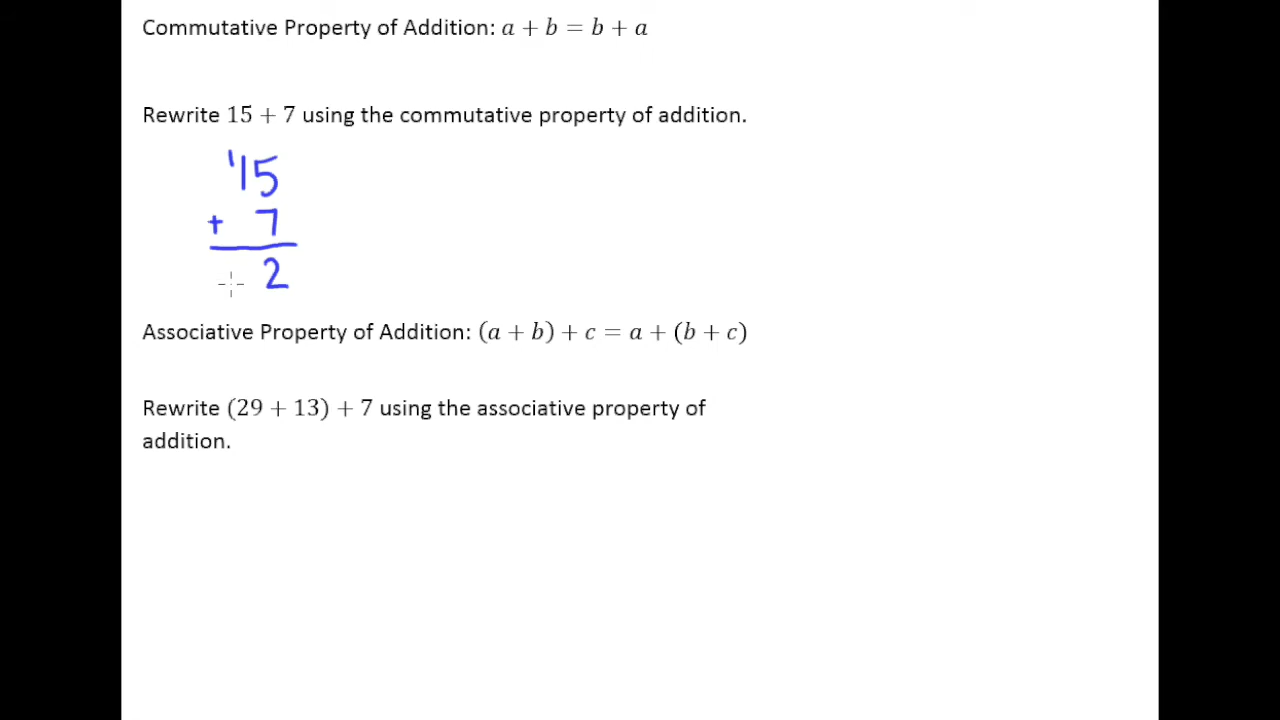 Commutative Property of Addition: a + b = b + a
Rewrite 15 + 7 using the commutative property of addition.
1
15
+ 7
2
Associative Property of Addition: (a + b) + c = a + (b + c)
Rewrite (29 + 13) + 7 using the associative property of
addition.